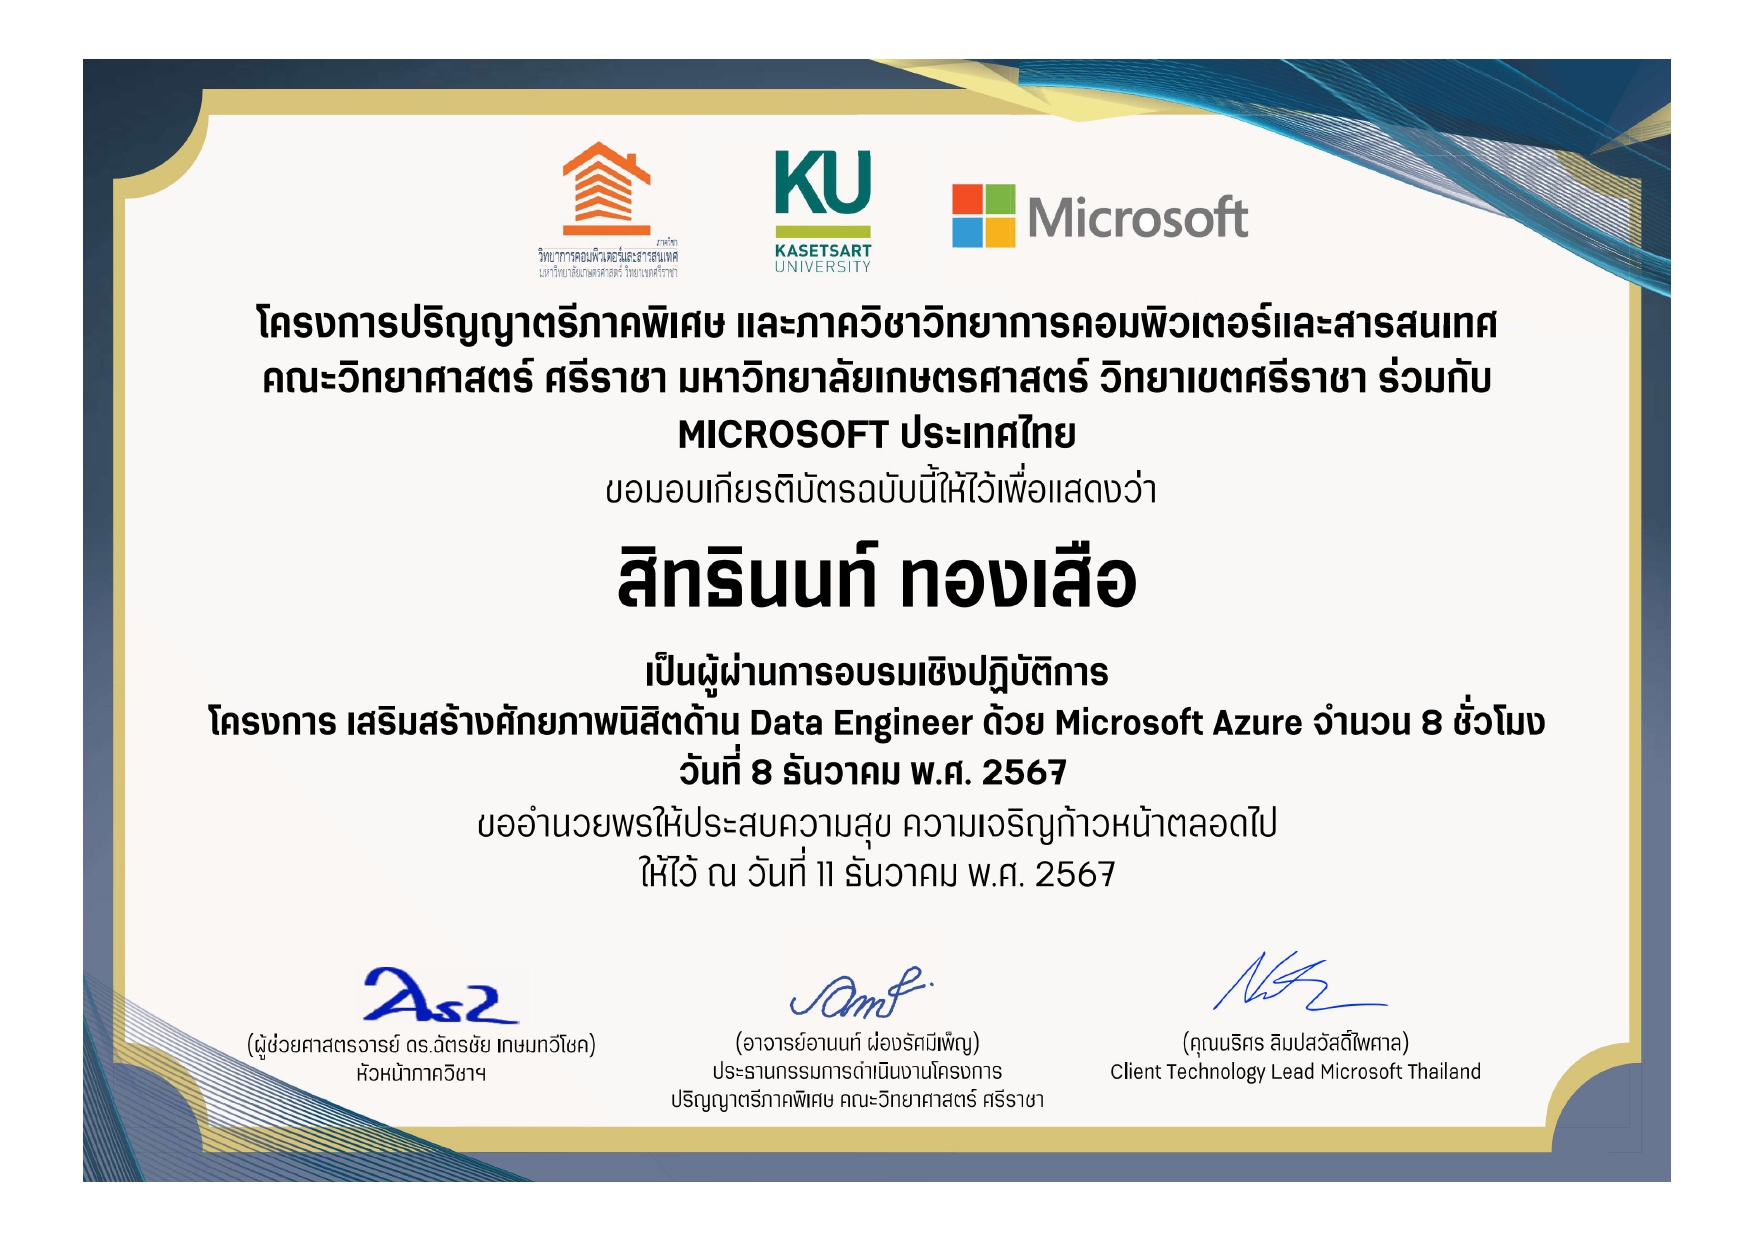 ภาควิชา
วิทยาการคอมพิวเตอร์และสารสนเทศ
มหาวิทยาลัยเกษตรศาสตร์ วิทยาเขตศรีราชา
KU
KASETSART
UNIVERSITY
Microsoft
โครงการปริญญาตรีภาคพิเศษ และภาควิชาวิทยาการคอมพิวเตอร์และสารสนเทศ
คณะวิทยาศาสตร์ ศรีราชา มหาวิทยาลัยเกษตรศาสตร์ วิทยาเขตศรีราชา ร่วมกับ
MICROSOFT ประเทศไทย
ขอมอบเกียรติบัตรฉบับนี้ให้ไว้เพื่อแสดงว่า
สิทธินนท์ ทองเสือ
เป็นผู้ผ่านการอบรมเชิงปฏิบัติการ
โครงการ เสริมสร้างศักยภาพนิสิตด้าน Data Engineer ด้วย Microsoft Azure จำนวน 8 ชั่วโมง
วันที่ 8 ธันวาคม พ.ศ. 2567
ขออำนวยพรให้ประสบความสุข ความเจริญก้าวหน้าตลอดไป
ให้ไว้ ณ วันที่ 11 ธันวาคม พ.ศ. 2567
(ผู้ช่วยศาสตรจารย์ ดร.ฉัตรชัย เกษมทวีโชค)
หัวหน้าภาควิชาฯ
(อาจารย์อานนท์ ผ่องรัศมีเพ็ญ)
ประธานกรรมการดำเนินงานโครงการ
ปริญญาตรีภาคพิเศษ คณะวิทยาศาสตร์ ศรีราชา
(คุณนริศร ลิมปสวัสดิ์ไพศาล)
Client Technology Lead Microsoft Thailand